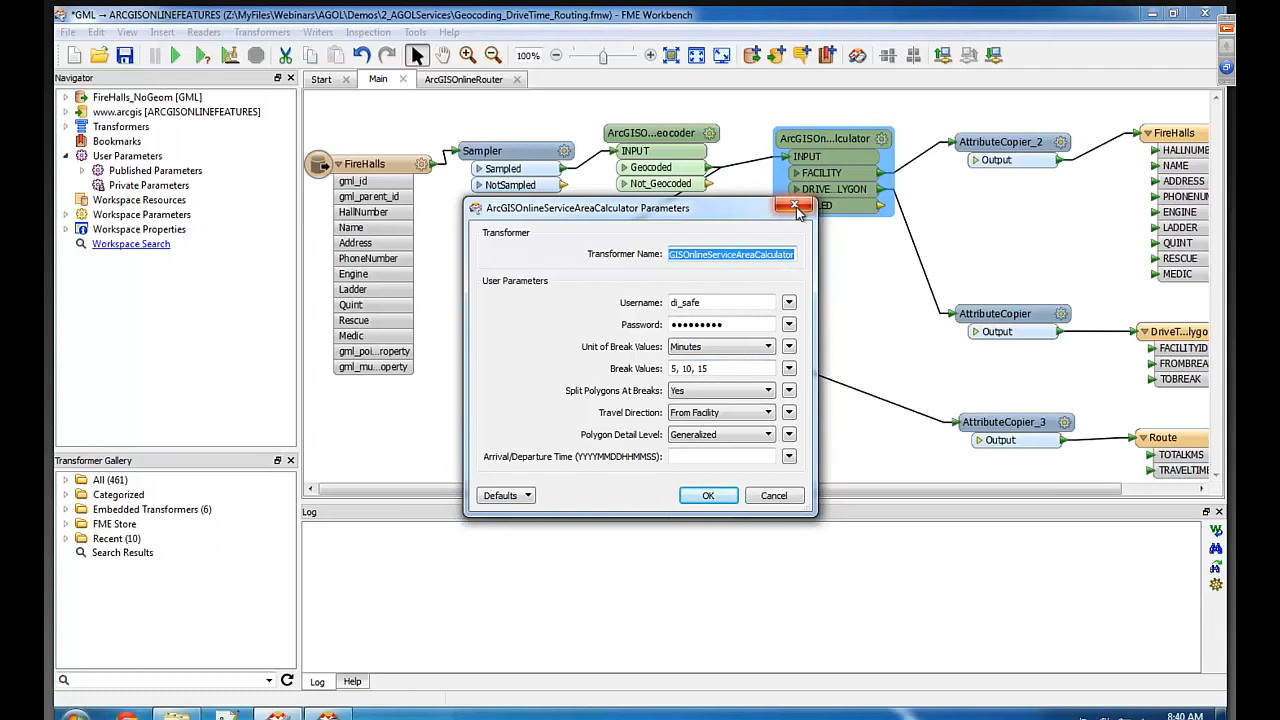 *GML → ARCGISONLINEFEATURES (Z:\MyFiles\Webinars\AGOL\Demos\2_AGOLServices\Geocoding_DriveTime_Routing.fmw) - FME Workbench
File Edit View Insert Readers Transformers Writers Inspection Tools Help
100%
Navigator
FireHalls_NoGeom [GML]
www.arcgis [ARCGISONLINEFEATURES]
Transformers
Bookmarks
User Parameters
Published Parameters
Private Parameters
Workspace Resources
Workspace Parameters
Workspace Properties
Workspace Search
Transformer Gallery
All (461)
Categorized
Embedded Transformers (6)
FME Store
Recent (10)
Search Results
Start Main ArcGISOnlineRouter
FireHalls
gml_id
gml_parent_id
HallNumber
Name
Address
PhoneNumber
Engine
Ladder
Quint
Rescue
Medic
gml_poi...roperty
gml_mu...operty
Sampler
Sampled
NotSampled
ArcGISO...eocoder
INPUT
Geocoded
Not_Geocoded
ArcGISOn...lculator
INPUT
FACILITY
DRIVE...LYGON
ED
AttributeCopier_2
Output
AttributeCopier
Output
AttributeCopier_3
Output
FireHalls
HALLNUME
NAME
ADDRESS
PHONENUM
ENGINE
LADDER
QUINT
RESCUE
MEDIC
DriveT...lygo
FACILITYID
FROMBREA
TOBREAK
Route
TOTALKMS
TRAVELTIME
ArcGISOnlineServiceAreaCalculator Parameters
Transformer
Transformer Name: GISOnlineServiceAreaCalculator
User Parameters
Username: di_safe
Password: ●●●●●●●●●
Unit of Break Values: Minutes
Break Values: 5, 10, 15
Split Polygons At Breaks: Yes
Travel Direction: From Facility
Polygon Detail Level: Generalized
Arrival/Departure Time (YYYYMMDDHHMMSS):
Defaults OK Cancel
Log
Log Help
8:40 AM